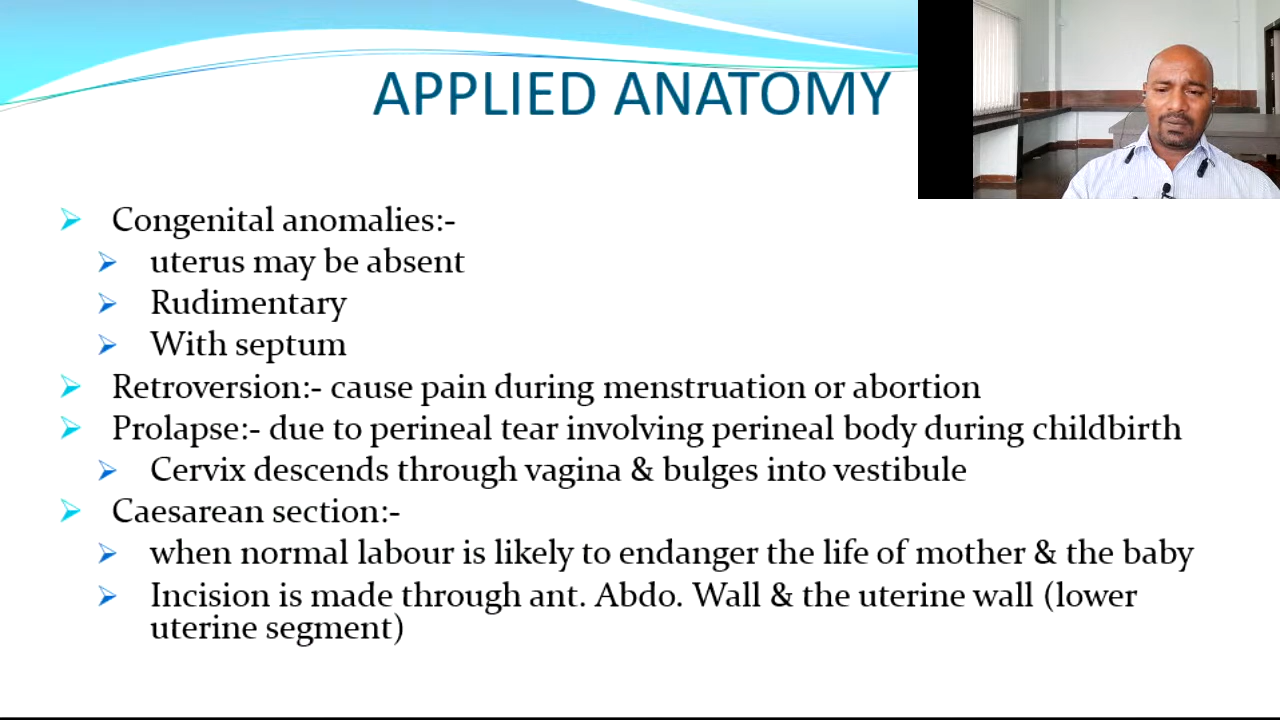 APPLIED ANATOMY
Congenital anomalies:-
uterus may be absent
Rudimentary
With septum
Retroversion:- cause pain during menstruation or abortion
Prolapse:- due to perineal tear involving perineal body during childbirth
Cervix descends through vagina & bulges into vestibule
Caesarean section:-
when normal labour is likely to endanger the life of mother & the baby
Incision is made through ant. Abdo. Wall & the uterine wall (lower
uterine segment)